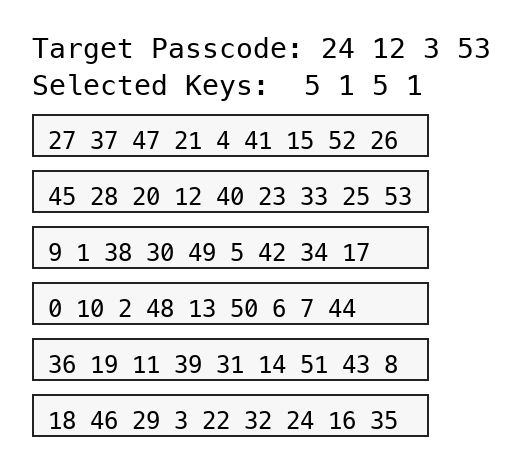 Target Passcode: 24 12 3 53
Selected Keys: 5 1 5 1
27 37 47 21 4 41 15 52 26
45 28 20 12 40 23 33 25 53
9 1 38 30 49 5 42 34 17
0 10 2 48 13 50 6 7 44
36 19 11 39 31 14 51 43 8
18 46 29 3 22 32 24 16 35